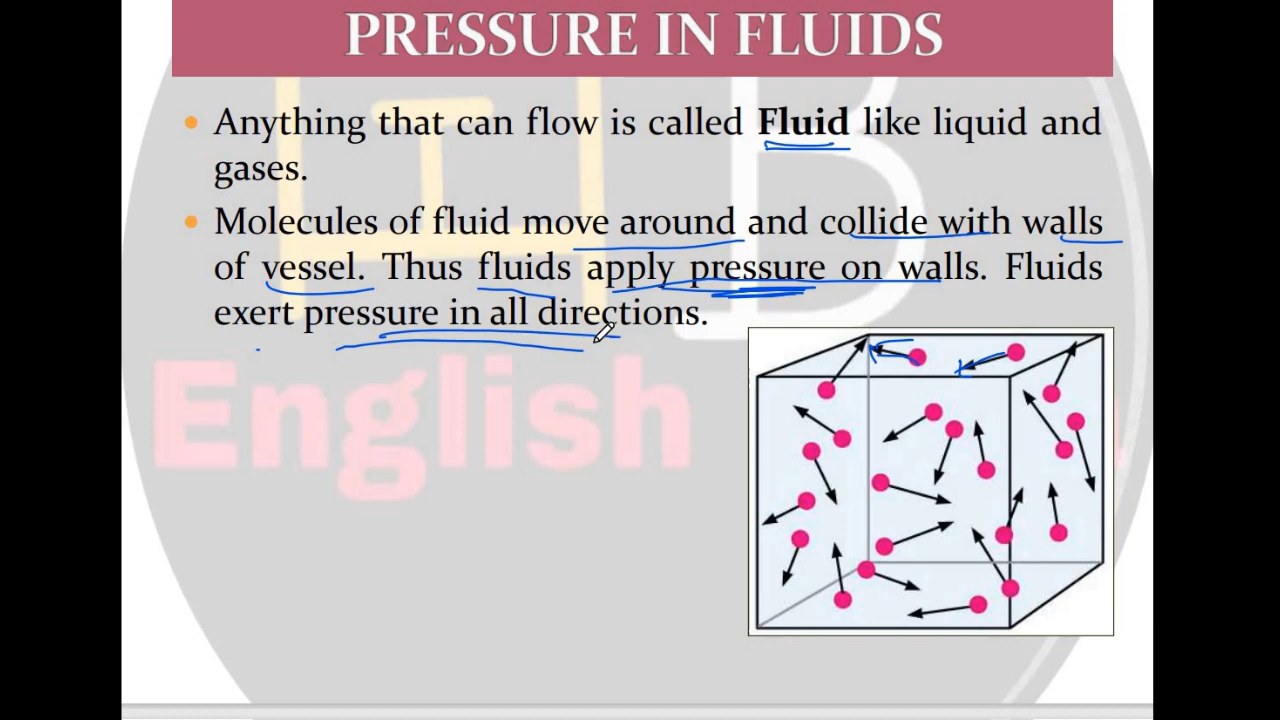 PRESSURE IN FLUIDS
• Anything that can flow is called Fluid like liquid and
gases.
• Molecules of fluid move around and collide with walls
of vessel. Thus fluids apply pressure on walls. Fluids
exert pressure in all directions.
English